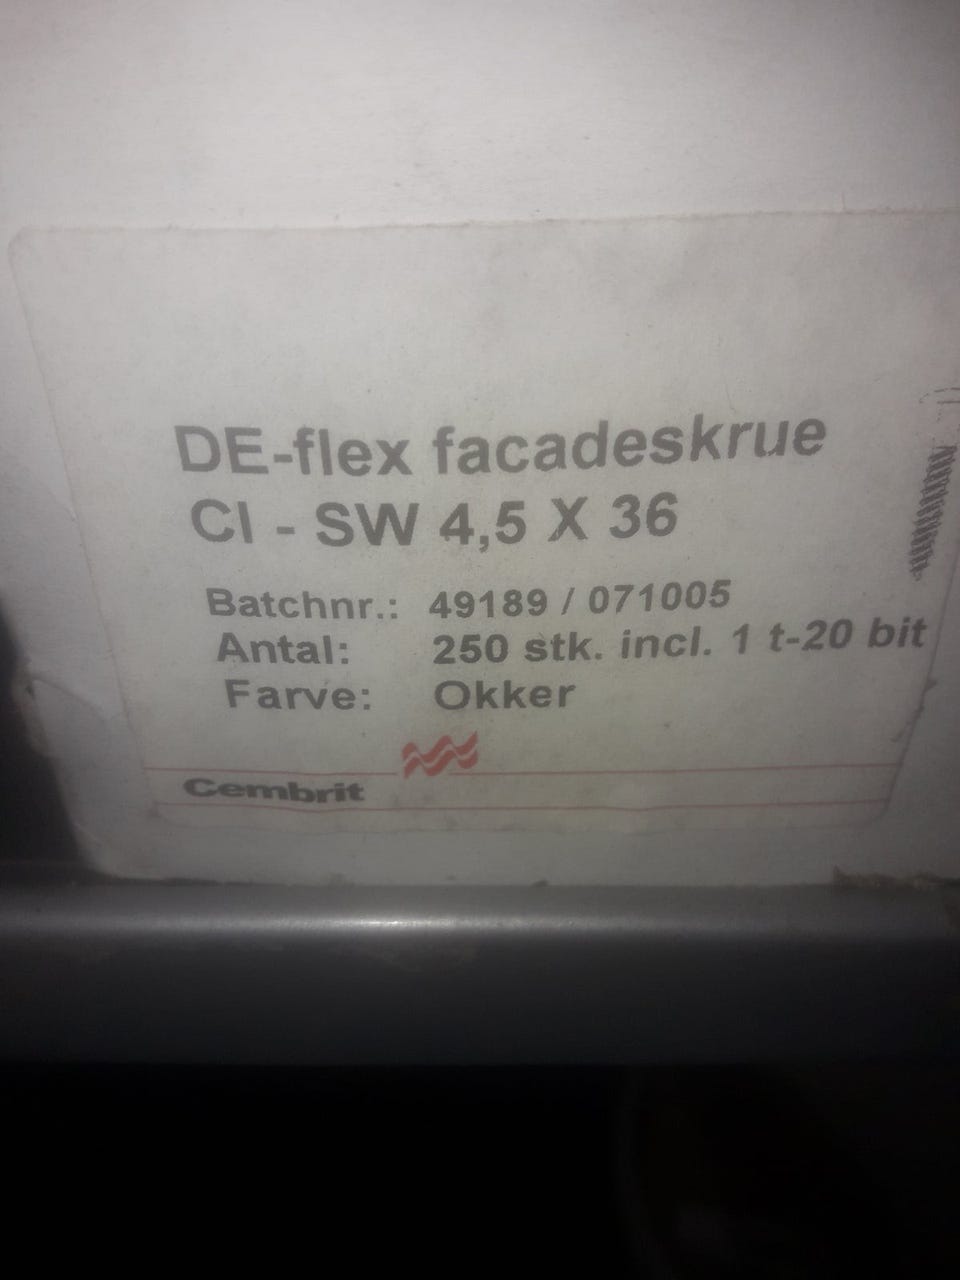 DE-flex facadeskrue
CI - SW 4,5 X 36
Batchnr.: 49189 / 071005
Antal: 250 stk. incl. 1 t-20 bit
Farve: Okker
Cembrit